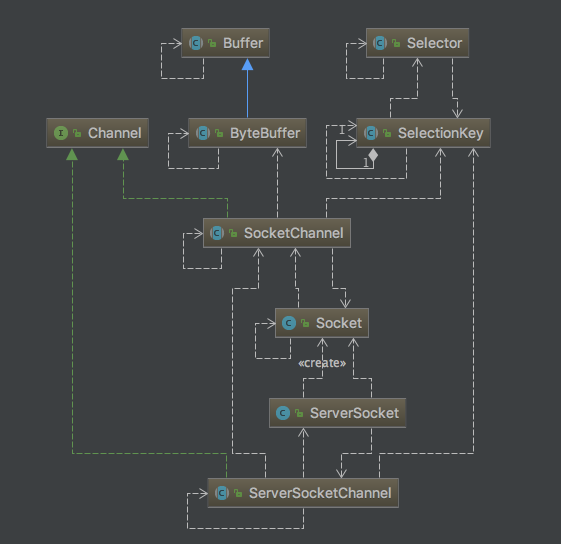 Buffer
Selector
Channel
ByteBuffer
SelectionKey
1
1
SocketChannel
Socket
«create»
ServerSocket
ServerSocketChannel